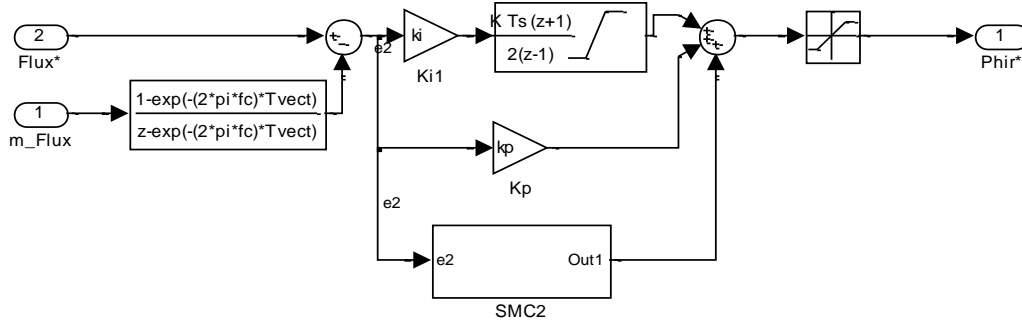 2
Flux*
+
-
e2
ki
Ki1
K Ts (z+1)
2(z-1)
+
+
+
1
Phir*
1
m_Flux
1-exp(-(2*pi*fc)*Tvect)
z-exp(-(2*pi*fc)*Tvect)
kp
Kp
e2
e2
Out1
SMC2